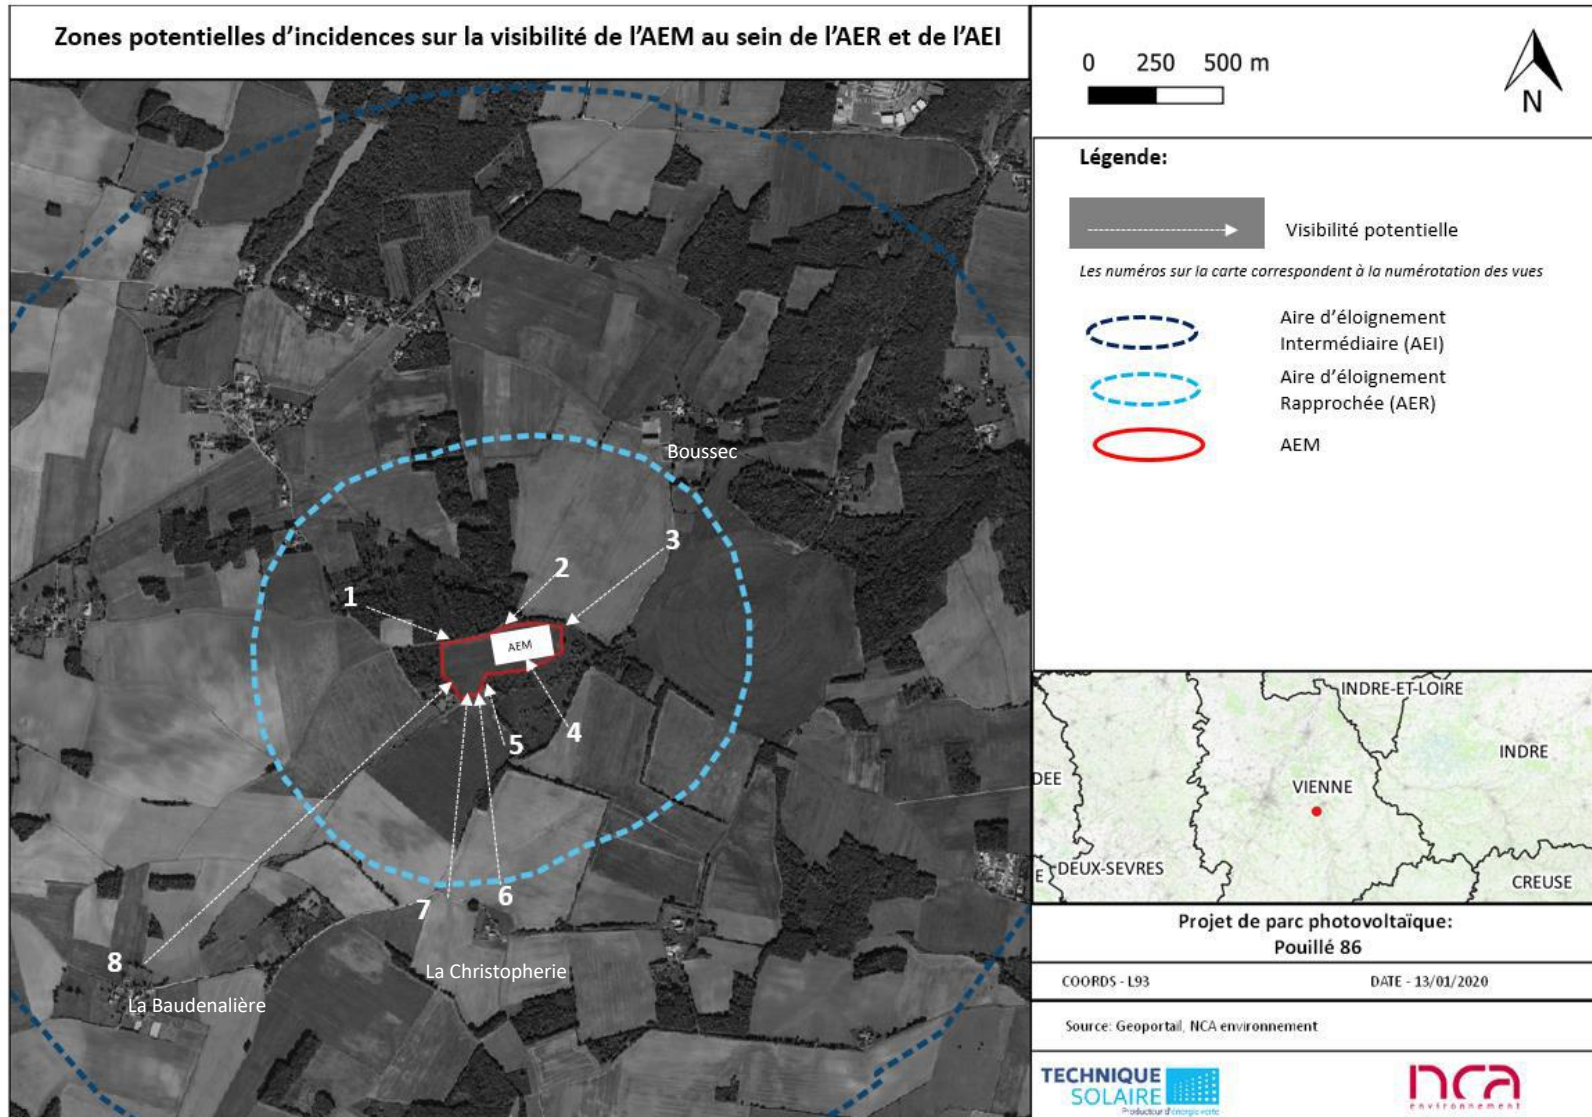 Zones potentielles d'incidences sur la visibilité de l'AEM au sein de l'AER et de l'AEI
0 250 500 m
N
Légende:
Visibilité potentielle
Les numéros sur la carte correspondent à la numérotation des vues
Aire d'éloignement
Intermédiaire (AEI)
Aire d'éloignement
Rapprochée (AER)
AEM
Boussec
1
2
3
AEM
4
5
6
7
8
La Christopherie
La Baudenalière
INDRE-ET-LOIRE
INDRE
DEE
VIENNE
E
DEUX-SEVRES
CREUSE
Projet de parc photovoltaïque:
Pouillé 86
COORDS - L93 DATE - 13/01/2020
Source: Geoportail, NCA environnement
TECHNIQUE
SOLAIRE
Producteur d'énergie verte
nca
environnement